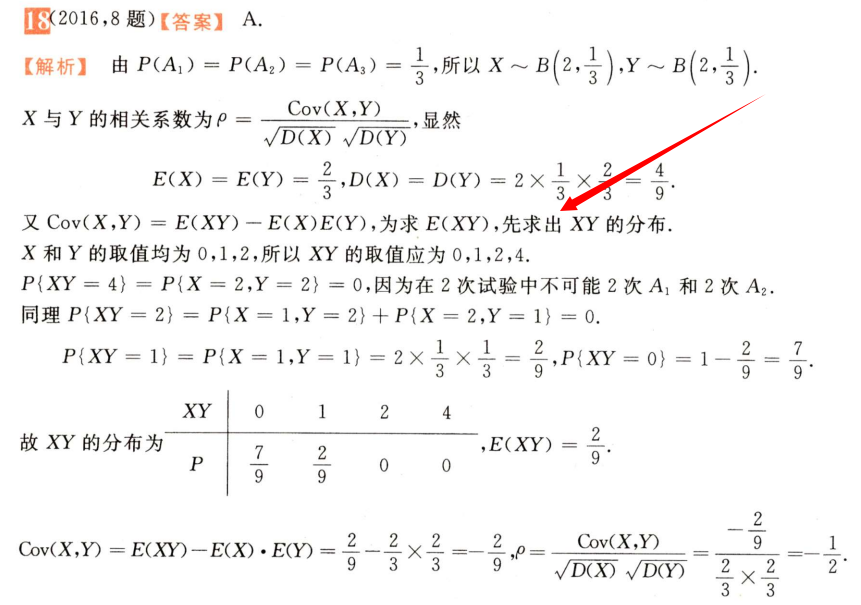 18(2016,8题)【答案】 A.
【解析】 由 P(A₁) = P(A₂) = P(A₃) = 1/3,所以 X ~ B(2, 1/3),Y ~ B(2, 1/3).
X 与 Y 的相关系数为 ρ = Cov(X,Y)/(√D(X) √D(Y)),显然
E(X) = E(Y) = 2/3, D(X) = D(Y) = 2 × 1/3 × 2/3 = 4/9.
又 Cov(X,Y) = E(XY) − E(X)E(Y),为求 E(XY),先求出 XY 的分布.
X 和 Y 的取值均为 0,1,2,所以 XY 的取值应为 0,1,2,4.
P{XY = 4} = P{X = 2,Y = 2} = 0,因为在 2 次试验中不可能 2 次 A₁ 和 2 次 A₂.
同理 P{XY = 2} = P{X = 1,Y = 2} + P{X = 2,Y = 1} = 0.
P{XY = 1} = P{X = 1,Y = 1} = 2 × 1/3 × 1/3 = 2/9, P{XY = 0} = 1 − 2/9 = 7/9.
XY 0 1 2 4
故 XY 的分布为 ,E(XY) = 2/9.
P 7/9 2/9 0 0
Cov(X,Y) = E(XY) − E(X)·E(Y) = 2/9 − 2/3 × 2/3 = − 2/9, ρ = Cov(X,Y)/(√D(X) √D(Y)) = (− 2/9)/(2/3 × 2/3) = − 1/2.